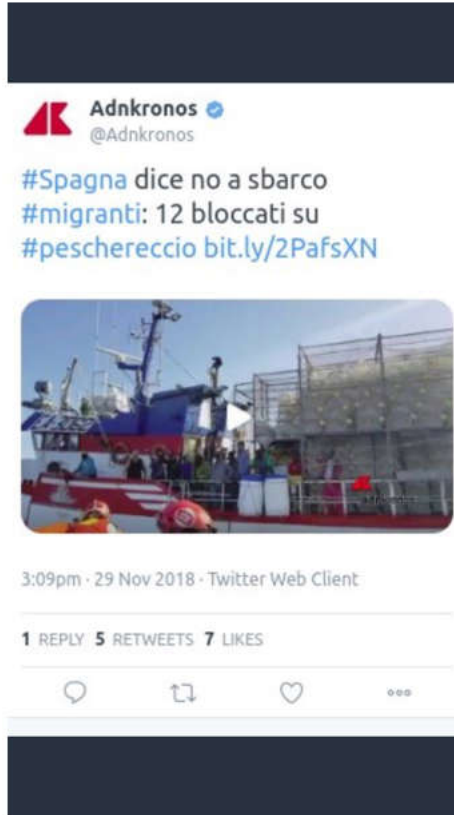 Adnkronos
@Adnkronos
#Spagna dice no a sbarco
#migranti: 12 bloccati su
#peschereccio bit.ly/2PafsXN
adnkronos
3:09pm · 29 Nov 2018 · Twitter Web Client
1 REPLY 5 RETWEETS 7 LIKES